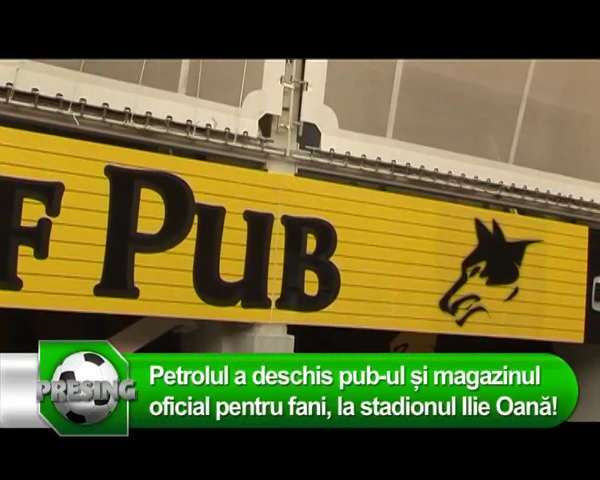 F PUB
PRESING
Petrolul a deschis pub-ul și magazinul
oficial pentru fani, la stadionul Ilie Oană!